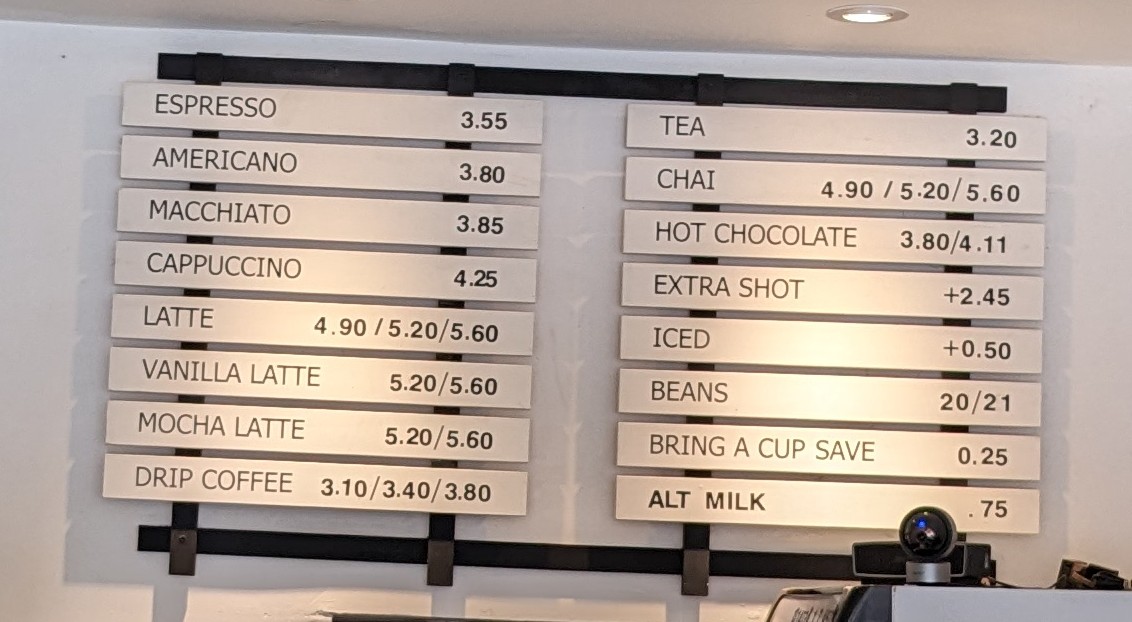 ESPRESSO 3.55
AMERICANO 3.80
MACCHIATO 3.85
CAPPUCCINO 4.25
LATTE 4.90 / 5.20/5.60
VANILLA LATTE 5.20/5.60
MOCHA LATTE 5.20/5.60
DRIP COFFEE 3.10/3.40/3.80
TEA 3.20
CHAI 4.90 / 5.20/5.60
HOT CHOCOLATE 3.80/4.11
EXTRA SHOT +2.45
ICED +0.50
BEANS 20/21
BRING A CUP SAVE 0.25
ALT MILK .75